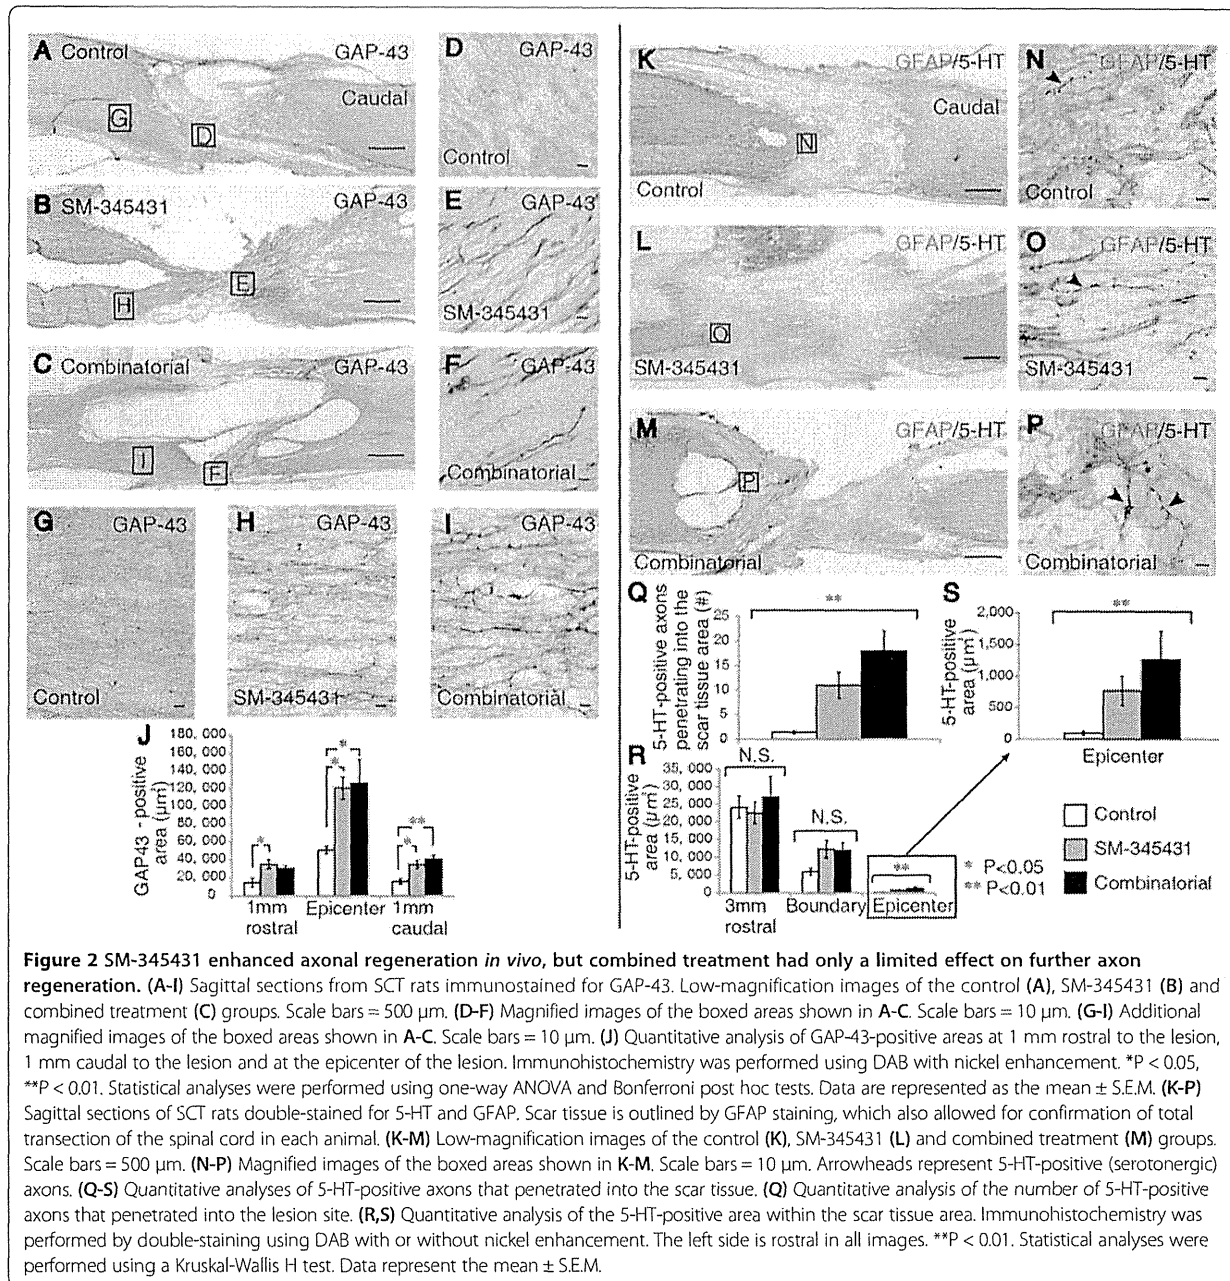 A Control GAP-43
Caudal
G
D
B SM-345431 GAP-43
E
H
C Combinatorial GAP-43
I
F
D GAP-43
Control
E GAP-43
SM-345431
F GAP-43
Combinatorial
G GAP-43
Control
H GAP-43
SM-345431
I GAP-43
Combinatorial
J
GAP43 - positive
area (μm²)
180, 000
160, 000
140, 000
120, 000
100, 000
80, 000
60, 000
40, 000
20, 000
0
*
*
*
*
**
1mm
rostral
Epicenter
1mm
caudal
K GFAP/5-HT
Caudal
N
Control
L GFAP/5-HT
O
SM-345431
M GFAP/5-HT
P
Combinatorial
N GFAP/5-HT
Control
O GFAP/5-HT
SM-345431
P GFAP/5-HT
Combinatorial
Q
5-HT-positive axons
penetrating into the
scar tissue area (#)
25
20
15
10
5
0
**
R
5-HT-positive
area (μm²)
35, 000
30, 000
25, 000
20, 000
15, 000
10, 000
5, 000
0
N.S.
N.S.
**
3mm
rostral
Boundary
Epicenter
S
5-HT-positive
area (μm²)
2,000
1,500
1,000
500
0
**
Epicenter
Control
SM-345431
Combinatorial
* P<0.05
** P<0.01
Figure 2 SM-345431 enhanced axonal regeneration in vivo, but combined treatment had only a limited effect on further axon
regeneration. (A-I) Sagittal sections from SCT rats immunostained for GAP-43. Low-magnification images of the control (A), SM-345431 (B) and
combined treatment (C) groups. Scale bars = 500 μm. (D-F) Magnified images of the boxed areas shown in A-C. Scale bars = 10 μm. (G-I) Additional
magnified images of the boxed areas shown in A-C. Scale bars = 10 μm. (J) Quantitative analysis of GAP-43-positive areas at 1 mm rostral to the lesion,
1 mm caudal to the lesion and at the epicenter of the lesion. Immunohistochemistry was performed using DAB with nickel enhancement. *P < 0.05,
**P < 0.01. Statistical analyses were performed using one-way ANOVA and Bonferroni post hoc tests. Data are represented as the mean ± S.E.M. (K-P)
Sagittal sections of SCT rats double-stained for 5-HT and GFAP. Scar tissue is outlined by GFAP staining, which also allowed for confirmation of total
transection of the spinal cord in each animal. (K-M) Low-magnification images of the control (K), SM-345431 (L) and combined treatment (M) groups.
Scale bars = 500 μm. (N-P) Magnified images of the boxed areas shown in K-M. Scale bars = 10 μm. Arrowheads represent 5-HT-positive (serotonergic)
axons. (Q-S) Quantitative analyses of 5-HT-positive axons that penetrated into the scar tissue. (Q) Quantitative analysis of the number of 5-HT-positive
axons that penetrated into the lesion site. (R,S) Quantitative analysis of the 5-HT-positive area within the scar tissue area. Immunohistochemistry was
performed by double-staining using DAB with or without nickel enhancement. The left side is rostral in all images. **P < 0.01. Statistical analyses were
performed using a Kruskal-Wallis H test. Data represent the mean ± S.E.M.